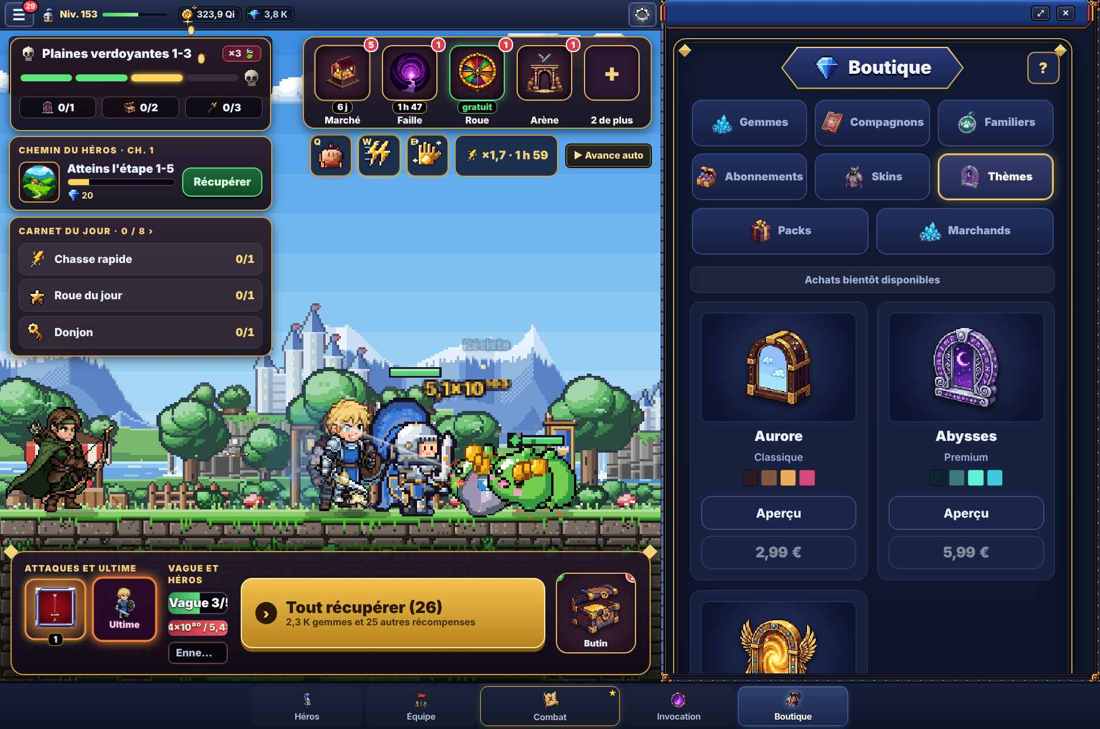 29
Niv. 153
323,9 Qi
3,8 K
Plaines verdoyantes 1-3
×3
0/1
0/2
0/3
CHEMIN DU HÉROS · CH. 1
Atteins l'étape 1-5
20
Récupérer
CARNET DU JOUR · 0 / 8 ›
Chasse rapide
0/1
Roue du jour
0/1
Donjon
0/1
5
1
1
1
6 j
1 h 47
gratuit
+
Marché
Faille
Roue
Arène
2 de plus
Q
W
E
×1,7 · 1 h 59
Avance auto
5,1×10
ATTAQUES ET ULTIME
1
Ultime
VAGUE ET
HÉROS
Vague 3/
Enne...
Tout récupérer (26)
2,3 K gemmes et 25 autres récompenses
Butin
Boutique
?
Gemmes
Compagnons
Familiers
Abonnements
Skins
Thèmes
Packs
Marchands
Achats bientôt disponibles
Aurore
Classique
Aperçu
2,99 €
Abysses
Premium
Aperçu
5,99 €
Héros
Équipe
Combat
Invocation
Boutique